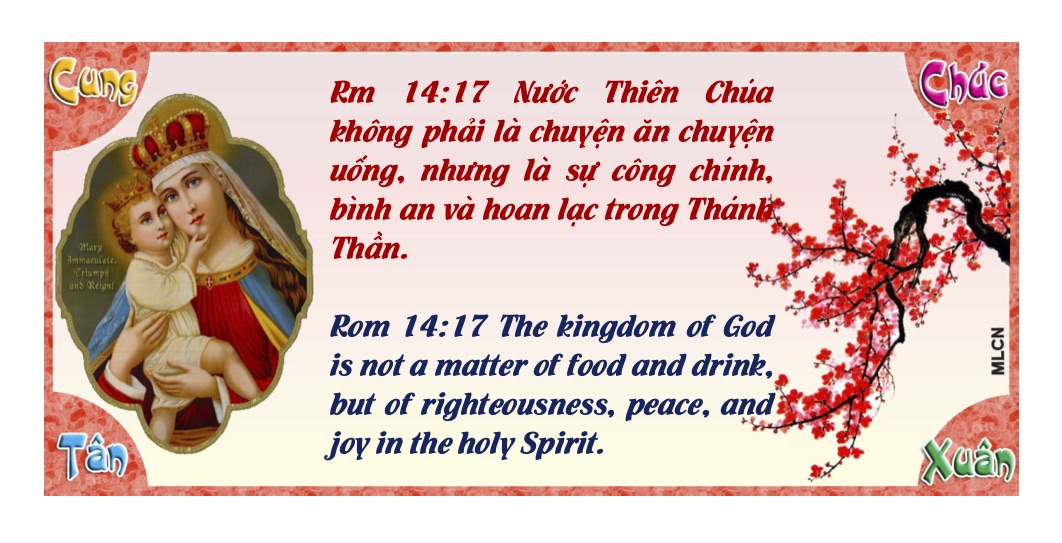 Cung
Chúc
Rm 14:17 Nước Thiên Chúa
không phải là chuyện ăn chuyện
uống, nhưng là sự công chính,
bình an và hoan lạc trong Thánh
Thần.
Mary
Immaculate,
Triumph
and Reign!
Rom 14:17 The kingdom of God
is not a matter of food and drink,
but of righteousness, peace, and
joy in the holy Spirit.
MLCN
Tân
Xuân